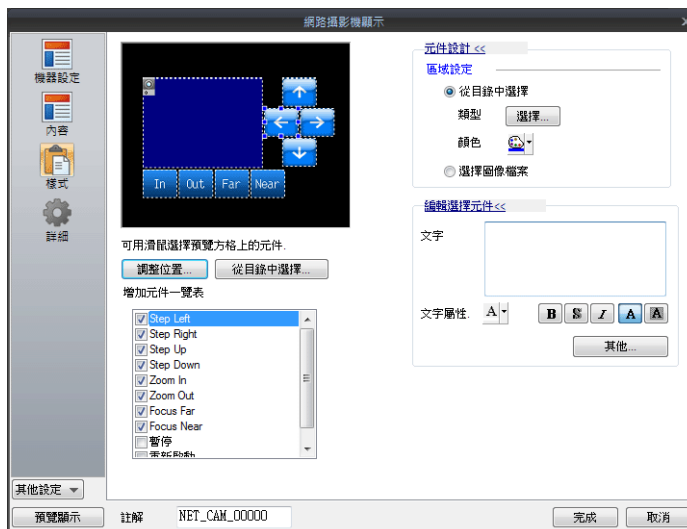 網路攝影機顯示
機器設定
內容
樣式
詳細
其他設定
預覽顯示
In Out Far Near
可用滑鼠選擇預覽方格上的元件.
調整位置... 從目錄中選擇...
增加元件一覽表
Step Left
Step Right
Step Up
Step Down
Zoom In
Zoom Out
Focus Far
Focus Near
暫停
重新啟動
元件設計 <<
區域設定
從目錄中選擇
類型 選擇...
顏色
選擇圖像檔案
編輯選擇元件<<
文字
文字屬性. A B S I A A
其他...
註解 NET_CAM_00000
完成 取消